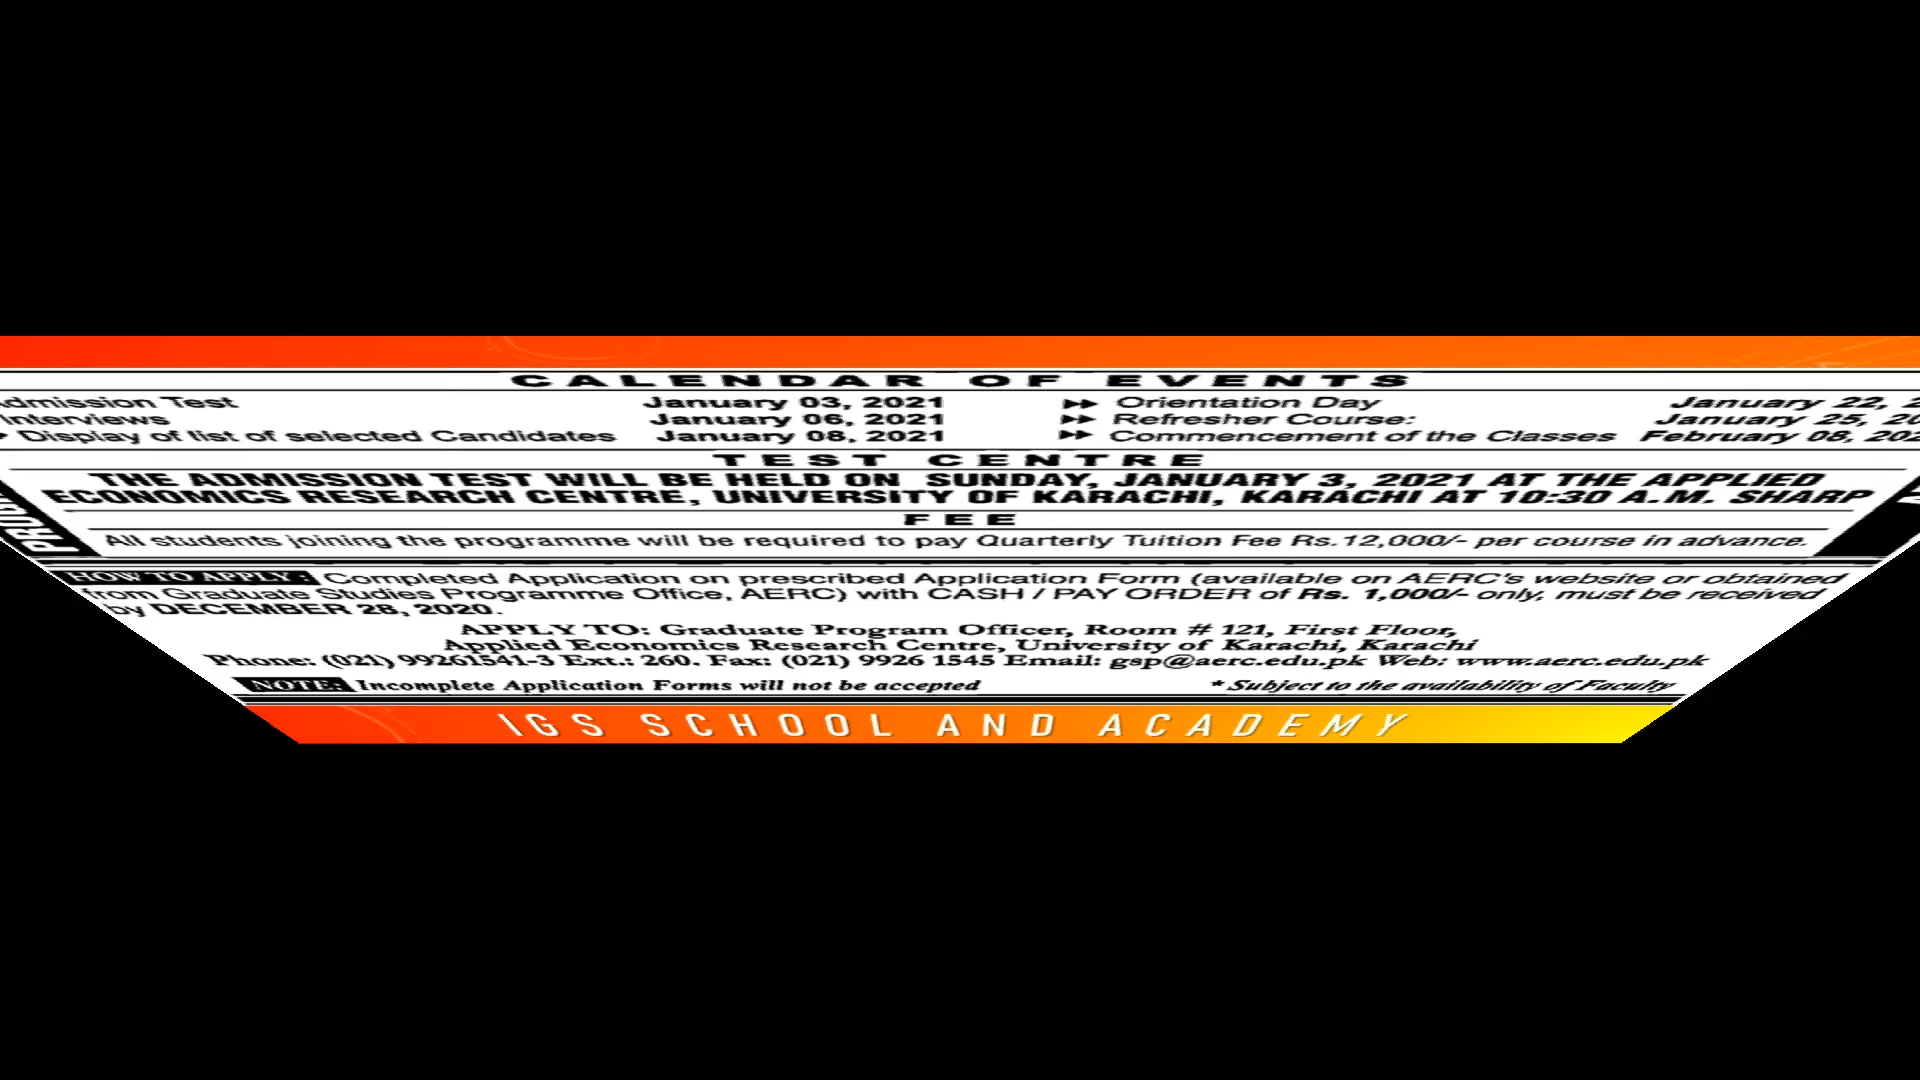 CALENDAR OF EVENTS
Admission Test January 03, 2021 Orientation Day January 22,
Interviews January 06, 2021 Refresher Course: January 25,
Display of list of selected Candidates January 08, 2021 Commencement of the Classes February 08,
TEST CENTRE
THE ADMISSION TEST WILL BE HELD ON SUNDAY, JANUARY 3, 2021 AT THE APPLIED
ECONOMICS RESEARCH CENTRE, UNIVERSITY OF KARACHI, KARACHI AT 10:30 A.M. SHARP
FEE
All students joining the programme will be required to pay Quarterly Tuition Fee Rs.12,000/- per course in advance.
HOW TO APPLY: Completed Application on prescribed Application Form (available on AERC's website or obtained
from Graduate Studies Programme Office, AERC) with CASH / PAY ORDER of Rs. 1,000/- only, must be received
by DECEMBER 28, 2020.
APPLY TO: Graduate Program Officer, Room # 121, First Floor,
Applied Economics Research Centre, University of Karachi, Karachi
Phone: (021) 99261541-3 Ext.: 260. Fax: (021) 9926 1545 Email: gsp@aerc.edu.pk Web: www.aerc.edu.pk
NOTE: Incomplete Application Forms will not be accepted *Subject to the availability of Faculty
IGS SCHOOL AND ACADEMY